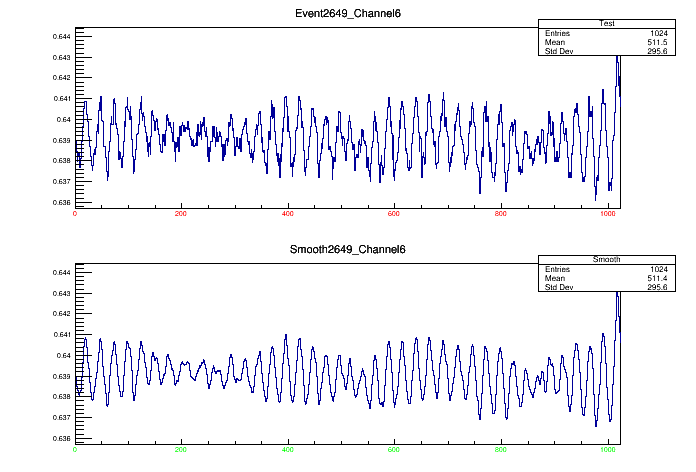 Event2649_Channel6
Test
Entries 1024
Mean 511.5
Std Dev 295.6
0.644
0.643
0.642
0.641
0.64
0.639
0.638
0.637
0.636
0 200 400 600 800 1000
Smooth2649_Channel6
Smooth
Entries 1024
Mean 511.4
Std Dev 295.6
0.644
0.643
0.642
0.641
0.64
0.639
0.638
0.637
0.636
0 200 400 600 800 1000